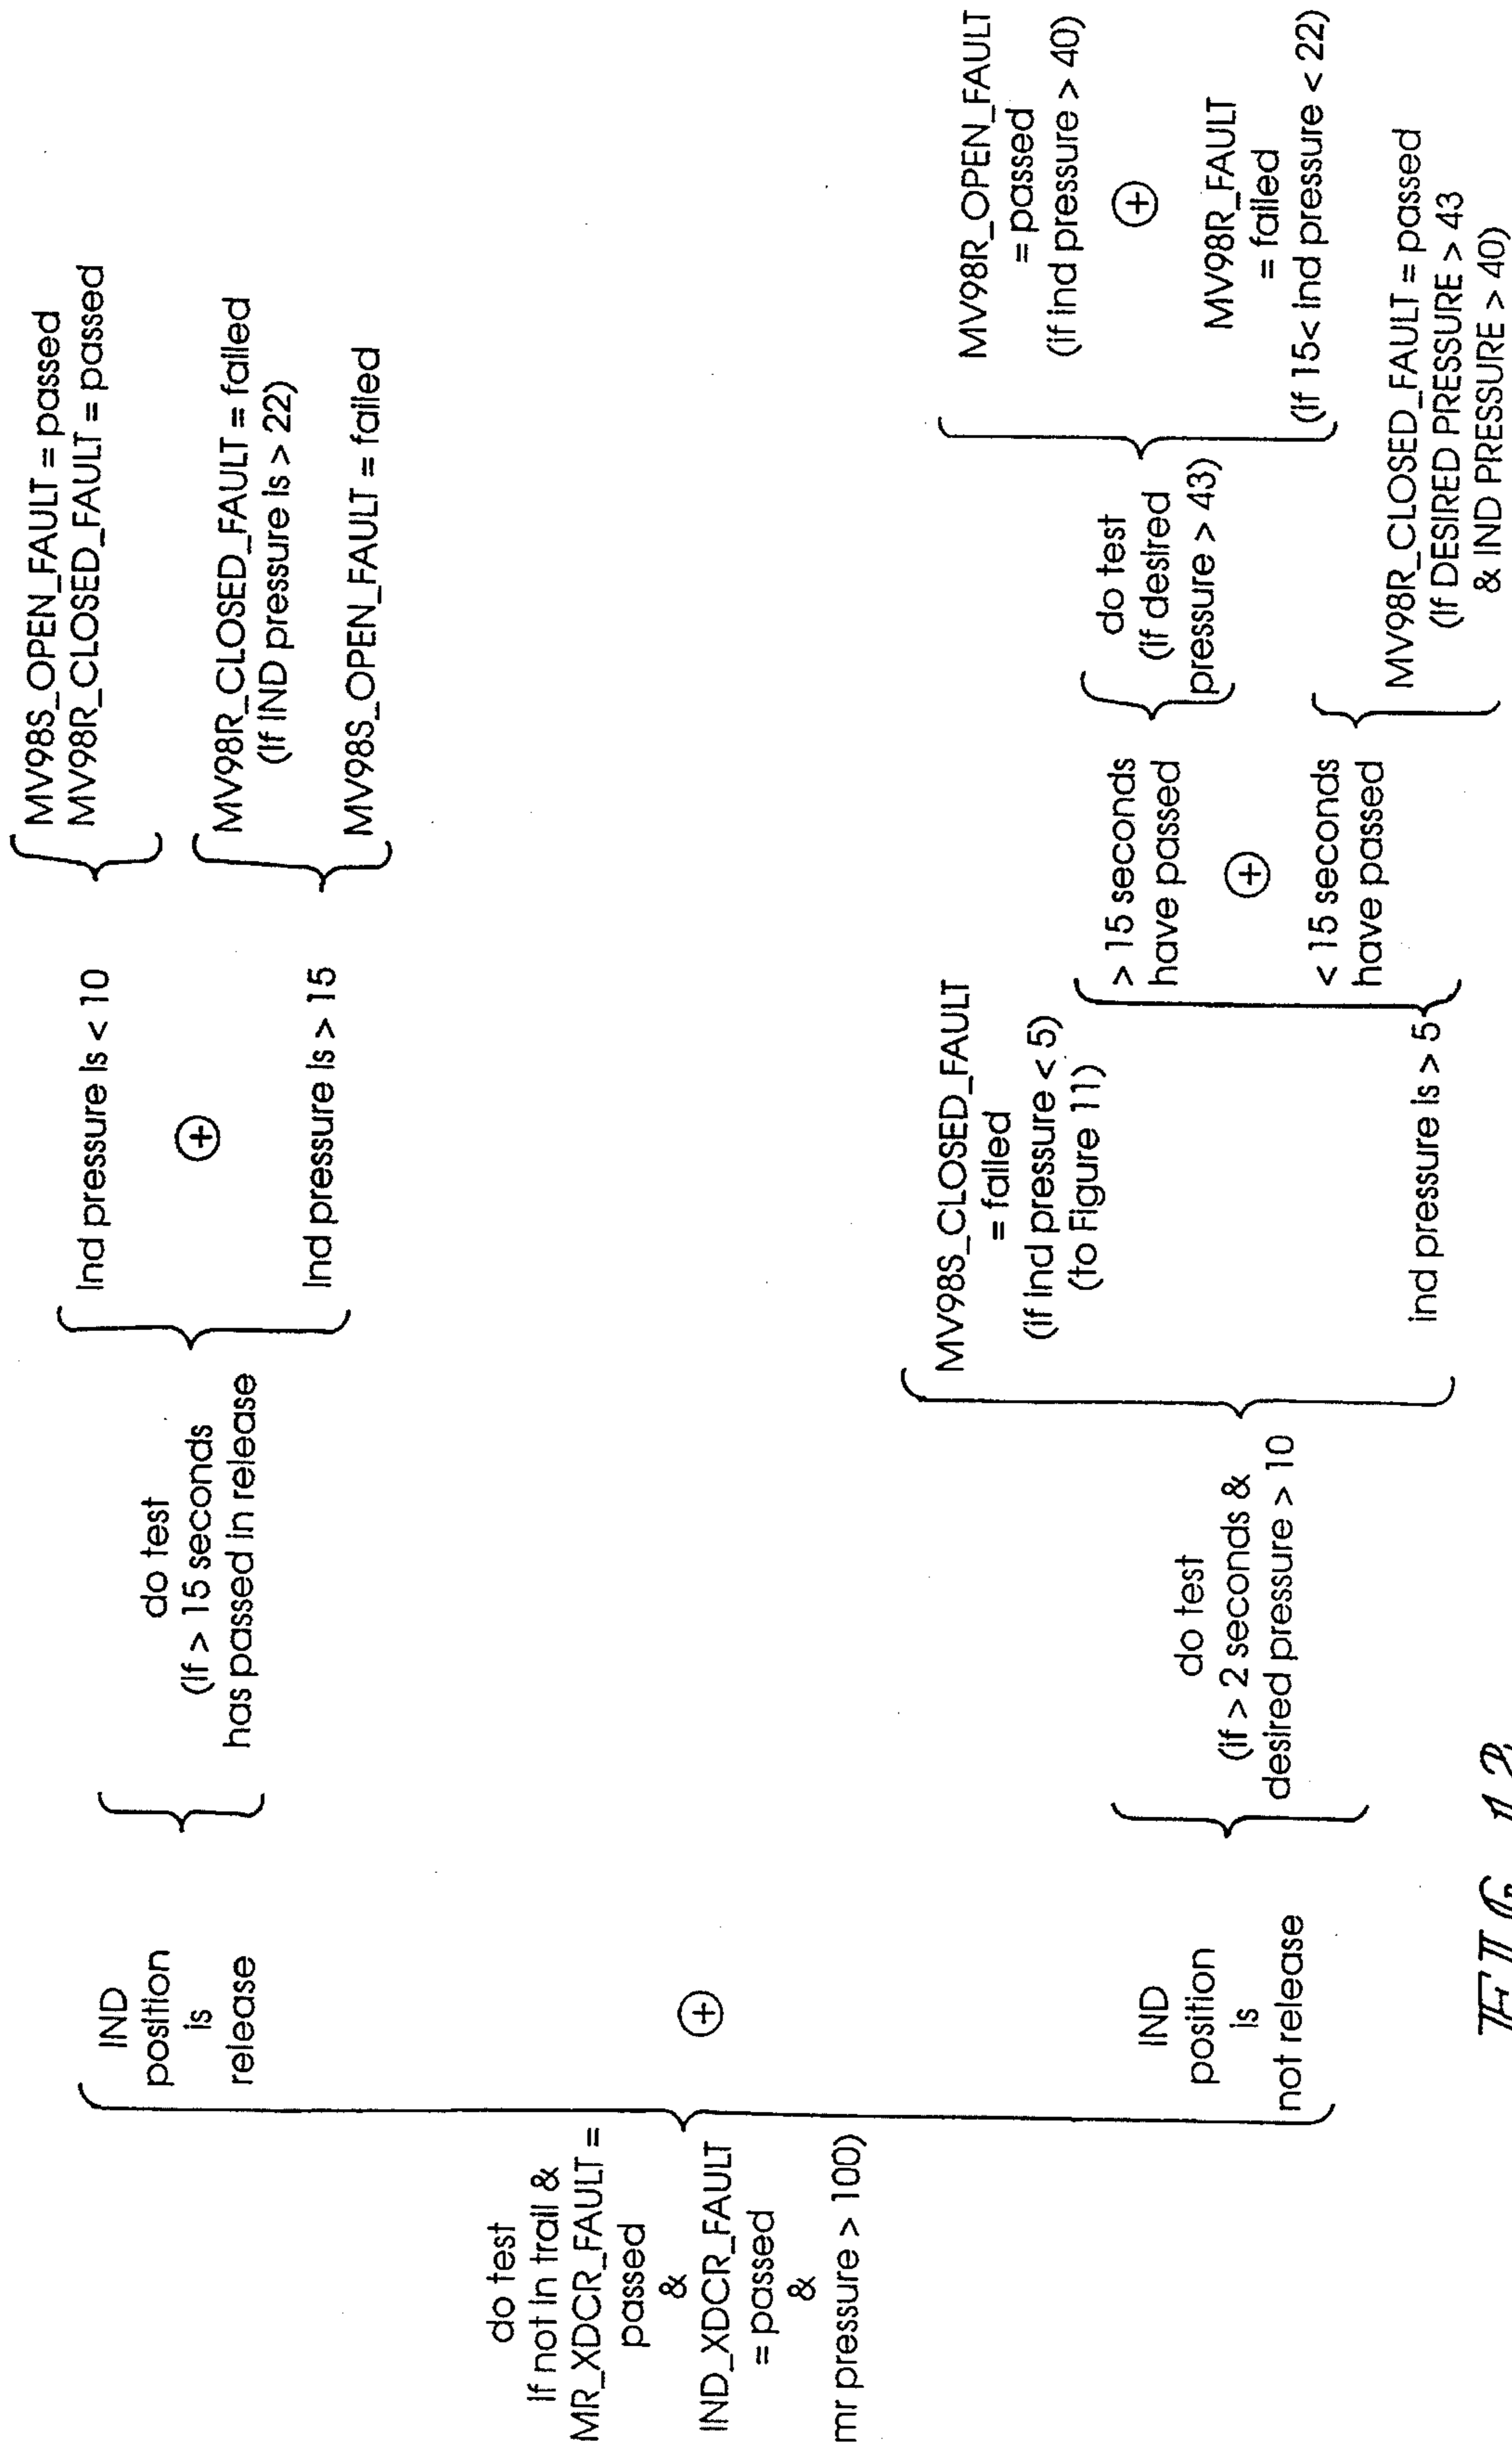 do test
If not in trail &
MR_XDCR_FAULT =
passed
&
IND_XDCR_FAULT
= passed
&
mr pressure > 100)
IND
position
is
release
+
IND
position
is
not release
do test
(if > 15 seconds
has passed in release
Ind pressure is < 10
+
Ind pressure is > 15
MV98S_OPEN_FAULT = passed
MV98R_CLOSED_FAULT = passed
MV98R_CLOSED_FAULT = failed
(If IND pressure is > 22)
MV98S_OPEN_FAULT = failed
do test
(if > 2 seconds &
desired pressure > 10
MV98S_CLOSED_FAULT
= failed
(if ind pressure < 5)
(to Figure 11)
ind pressure is > 5
> 15 seconds
have passed
+
< 15 seconds
have passed
do test
(if desired
pressure > 43)
MV98R_OPEN_FAULT
= passed
(if ind pressure > 40)
+
MV98R_FAULT
= failed
(if 15< ind pressure < 22)
MV98R_CLOSED_FAULT = passed
(If DESIRED PRESSURE > 43
& IND PRESSURE > 40)
FIG. 12